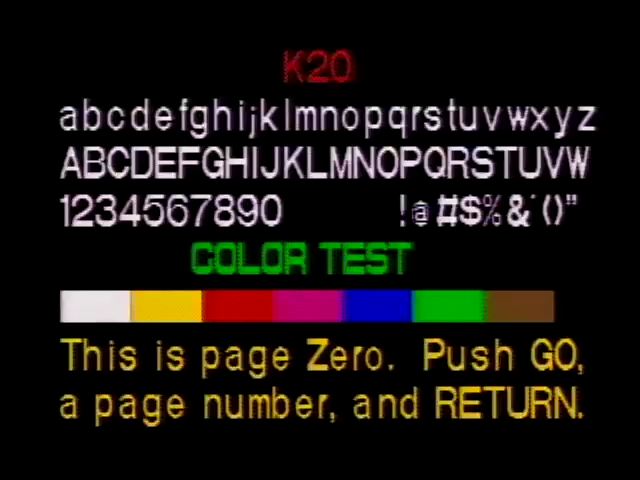 K20
abcdefghijklmnopqrstuvwxyz
ABCDEFGHIJKLMNOPQRSTUVW
1234567890 !@#$%&'()"
COLOR TEST
This is page Zero. Push GO,
a page number, and RETURN.